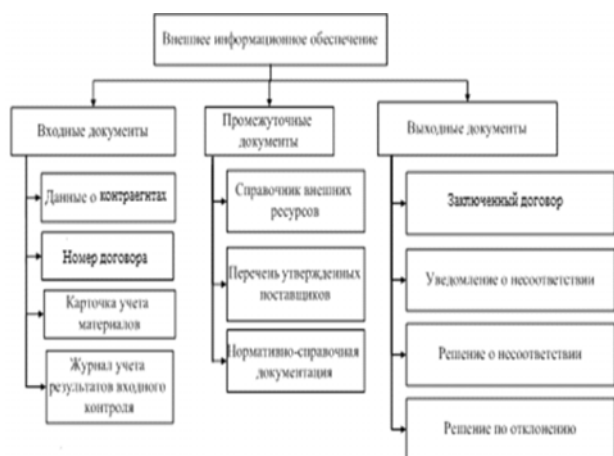 Внешнее информационное обеспечение
Входные документы
Данные о контрагентах
Номер договора
Карточка учета
материалов
Журнал учета
результатов входного
контроля
Промежуточные
документы
Справочник внешних
ресурсов
Перечень утвержденных
поставщиков
Нормативно-справочная
документация
Выходные документы
Заключенный договор
Уведомление о несоответствии
Решение о несоответствии
Решение по отклонению